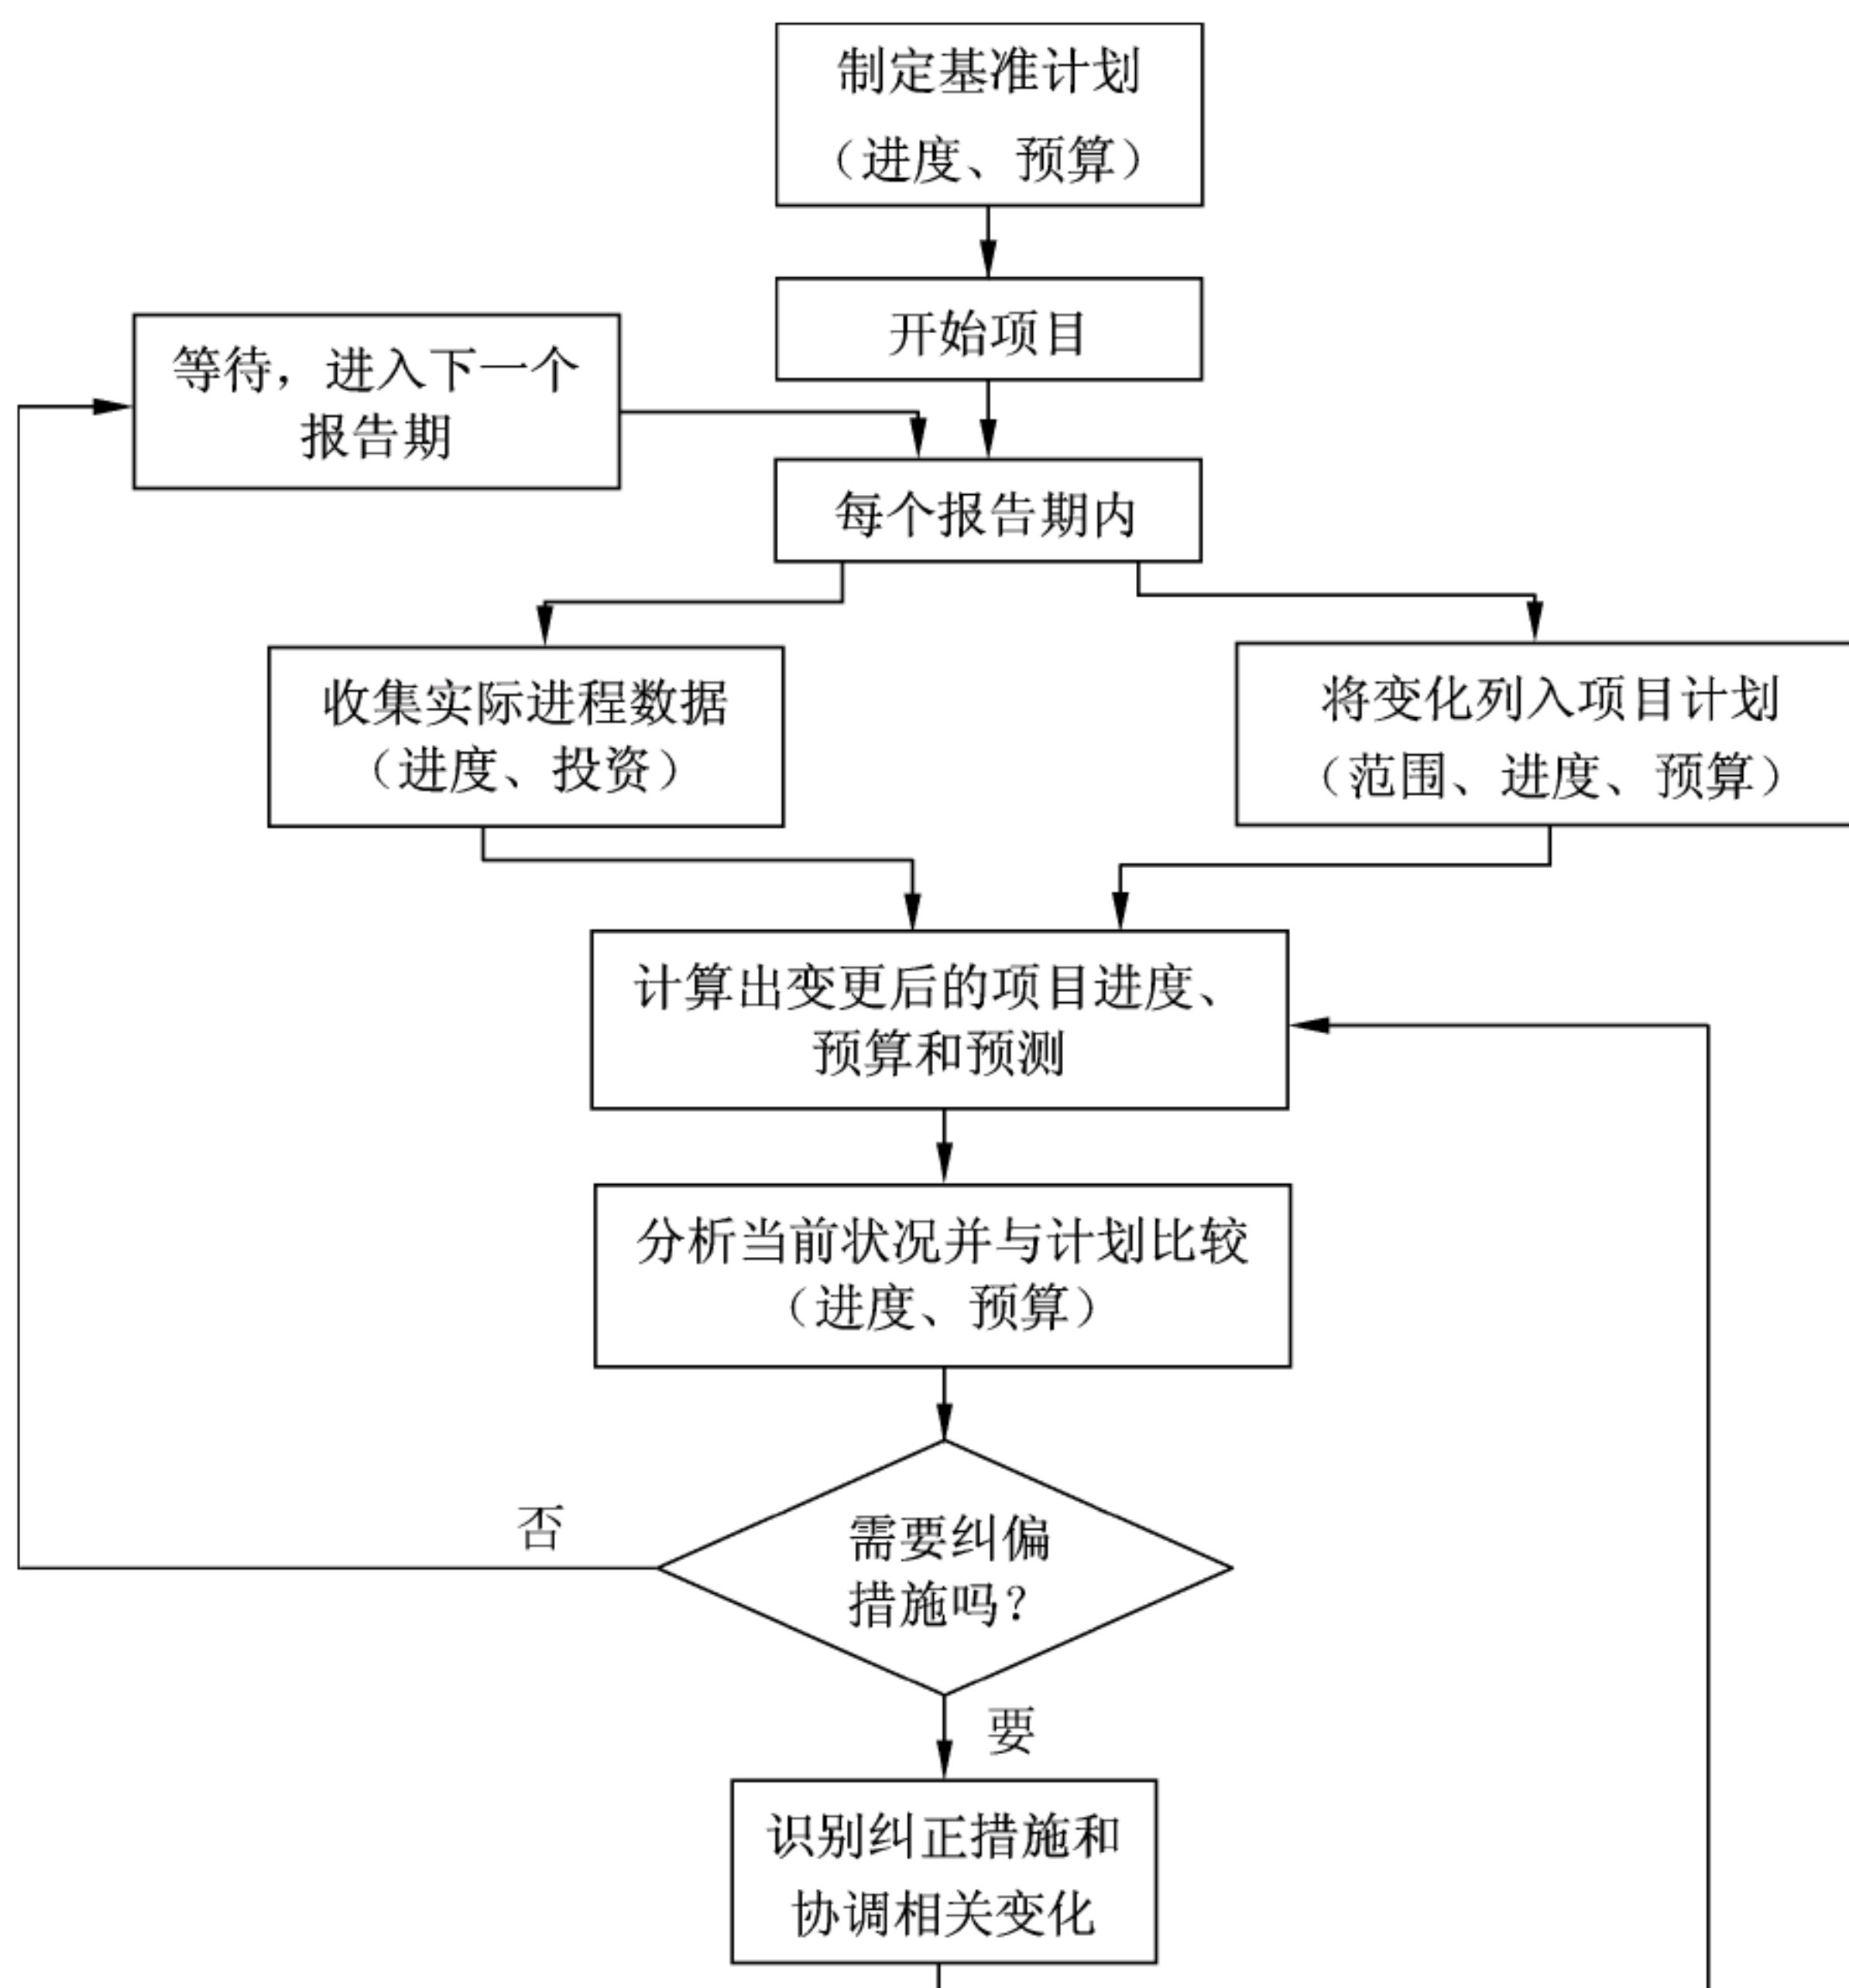 制定基准计划
（进度、预算）
开始项目
等待，进入下一个
报告期
每个报告期内
收集实际进程数据
（进度、投资）
将变化列入项目计划
（范围、进度、预算）
计算出变更后的项目进度、
预算和预测
分析当前状况并与计划比较
（进度、预算）
需要纠偏
措施吗？
否
要
识别纠正措施和
协调相关变化